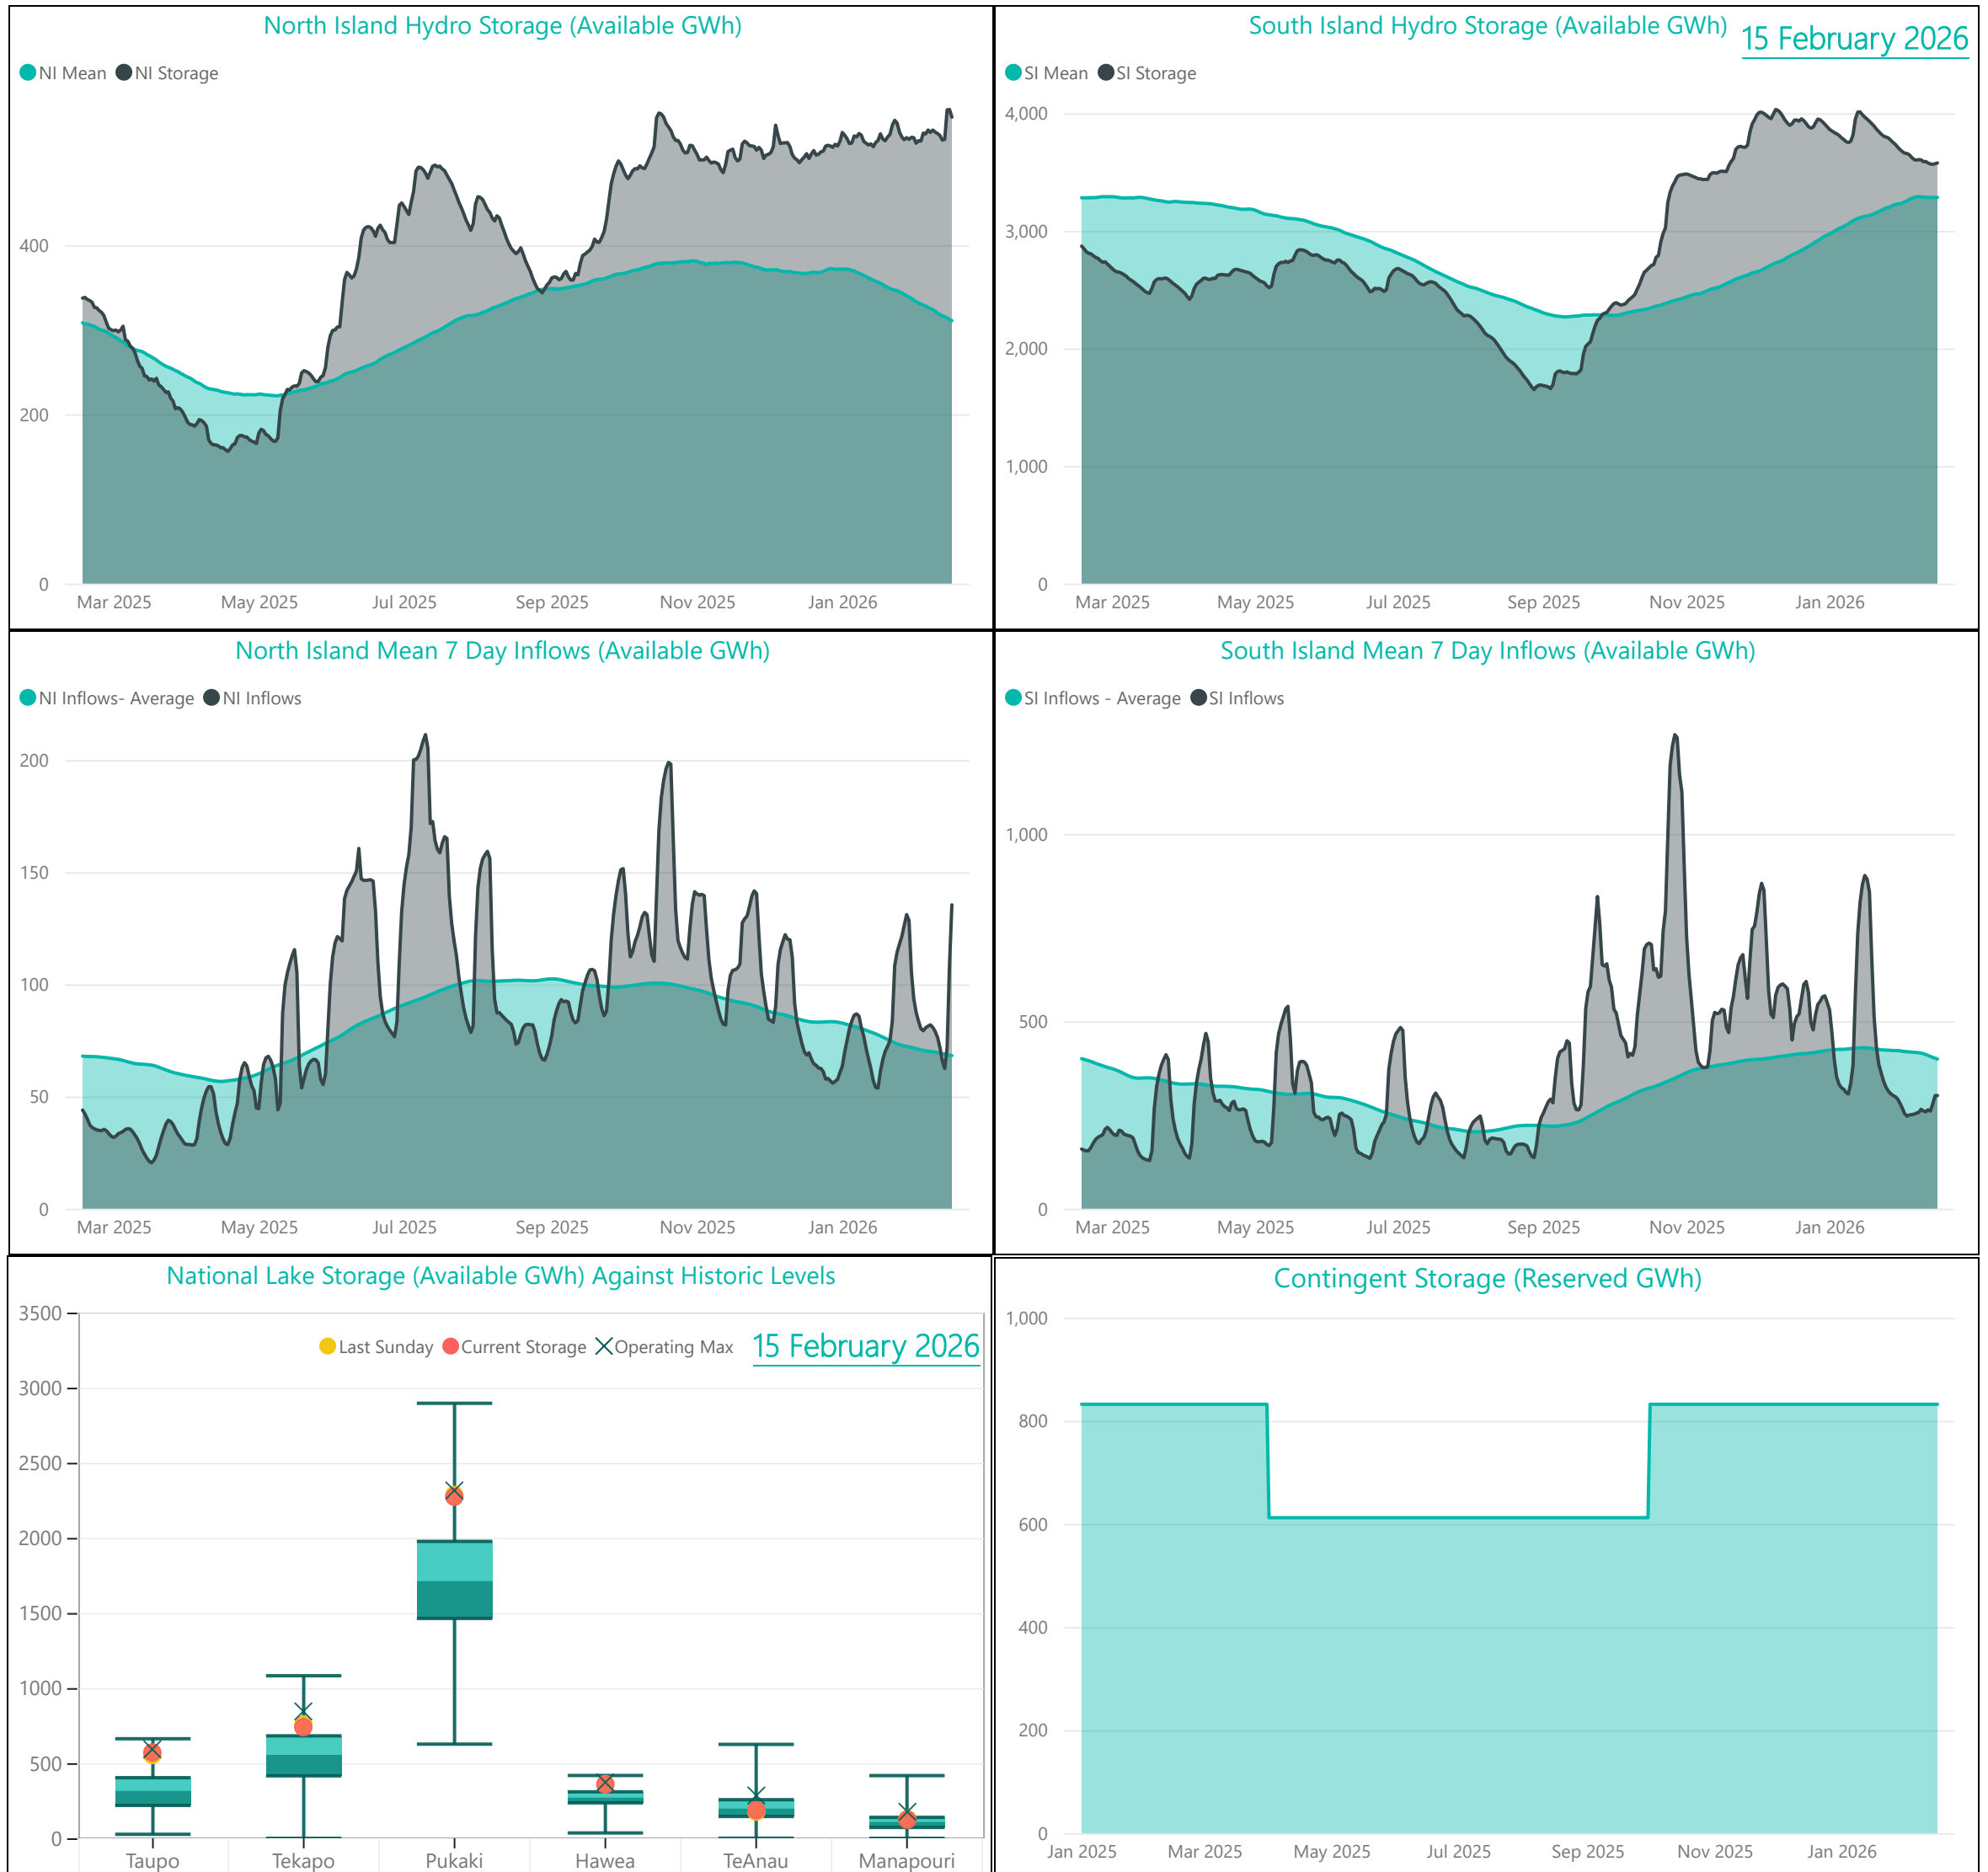 North Island Hydro Storage (Available GWh)
NI Mean NI Storage
400
200
0
Mar 2025 May 2025 Jul 2025 Sep 2025 Nov 2025 Jan 2026
South Island Hydro Storage (Available GWh)
15 February 2026
SI Mean SI Storage
4,000
3,000
2,000
1,000
0
Mar 2025 May 2025 Jul 2025 Sep 2025 Nov 2025 Jan 2026
North Island Mean 7 Day Inflows (Available GWh)
NI Inflows- Average NI Inflows
200
150
100
50
0
Mar 2025 May 2025 Jul 2025 Sep 2025 Nov 2025 Jan 2026
South Island Mean 7 Day Inflows (Available GWh)
SI Inflows - Average SI Inflows
1,000
500
0
Mar 2025 May 2025 Jul 2025 Sep 2025 Nov 2025 Jan 2026
National Lake Storage (Available GWh) Against Historic Levels
Last Sunday Current Storage Operating Max
15 February 2026
3500
3000
2500
2000
1500
1000
500
0
Taupo Tekapo Pukaki Hawea TeAnau Manapouri
Contingent Storage (Reserved GWh)
1,000
800
600
400
200
0
Jan 2025 Mar 2025 May 2025 Jul 2025 Sep 2025 Nov 2025 Jan 2026